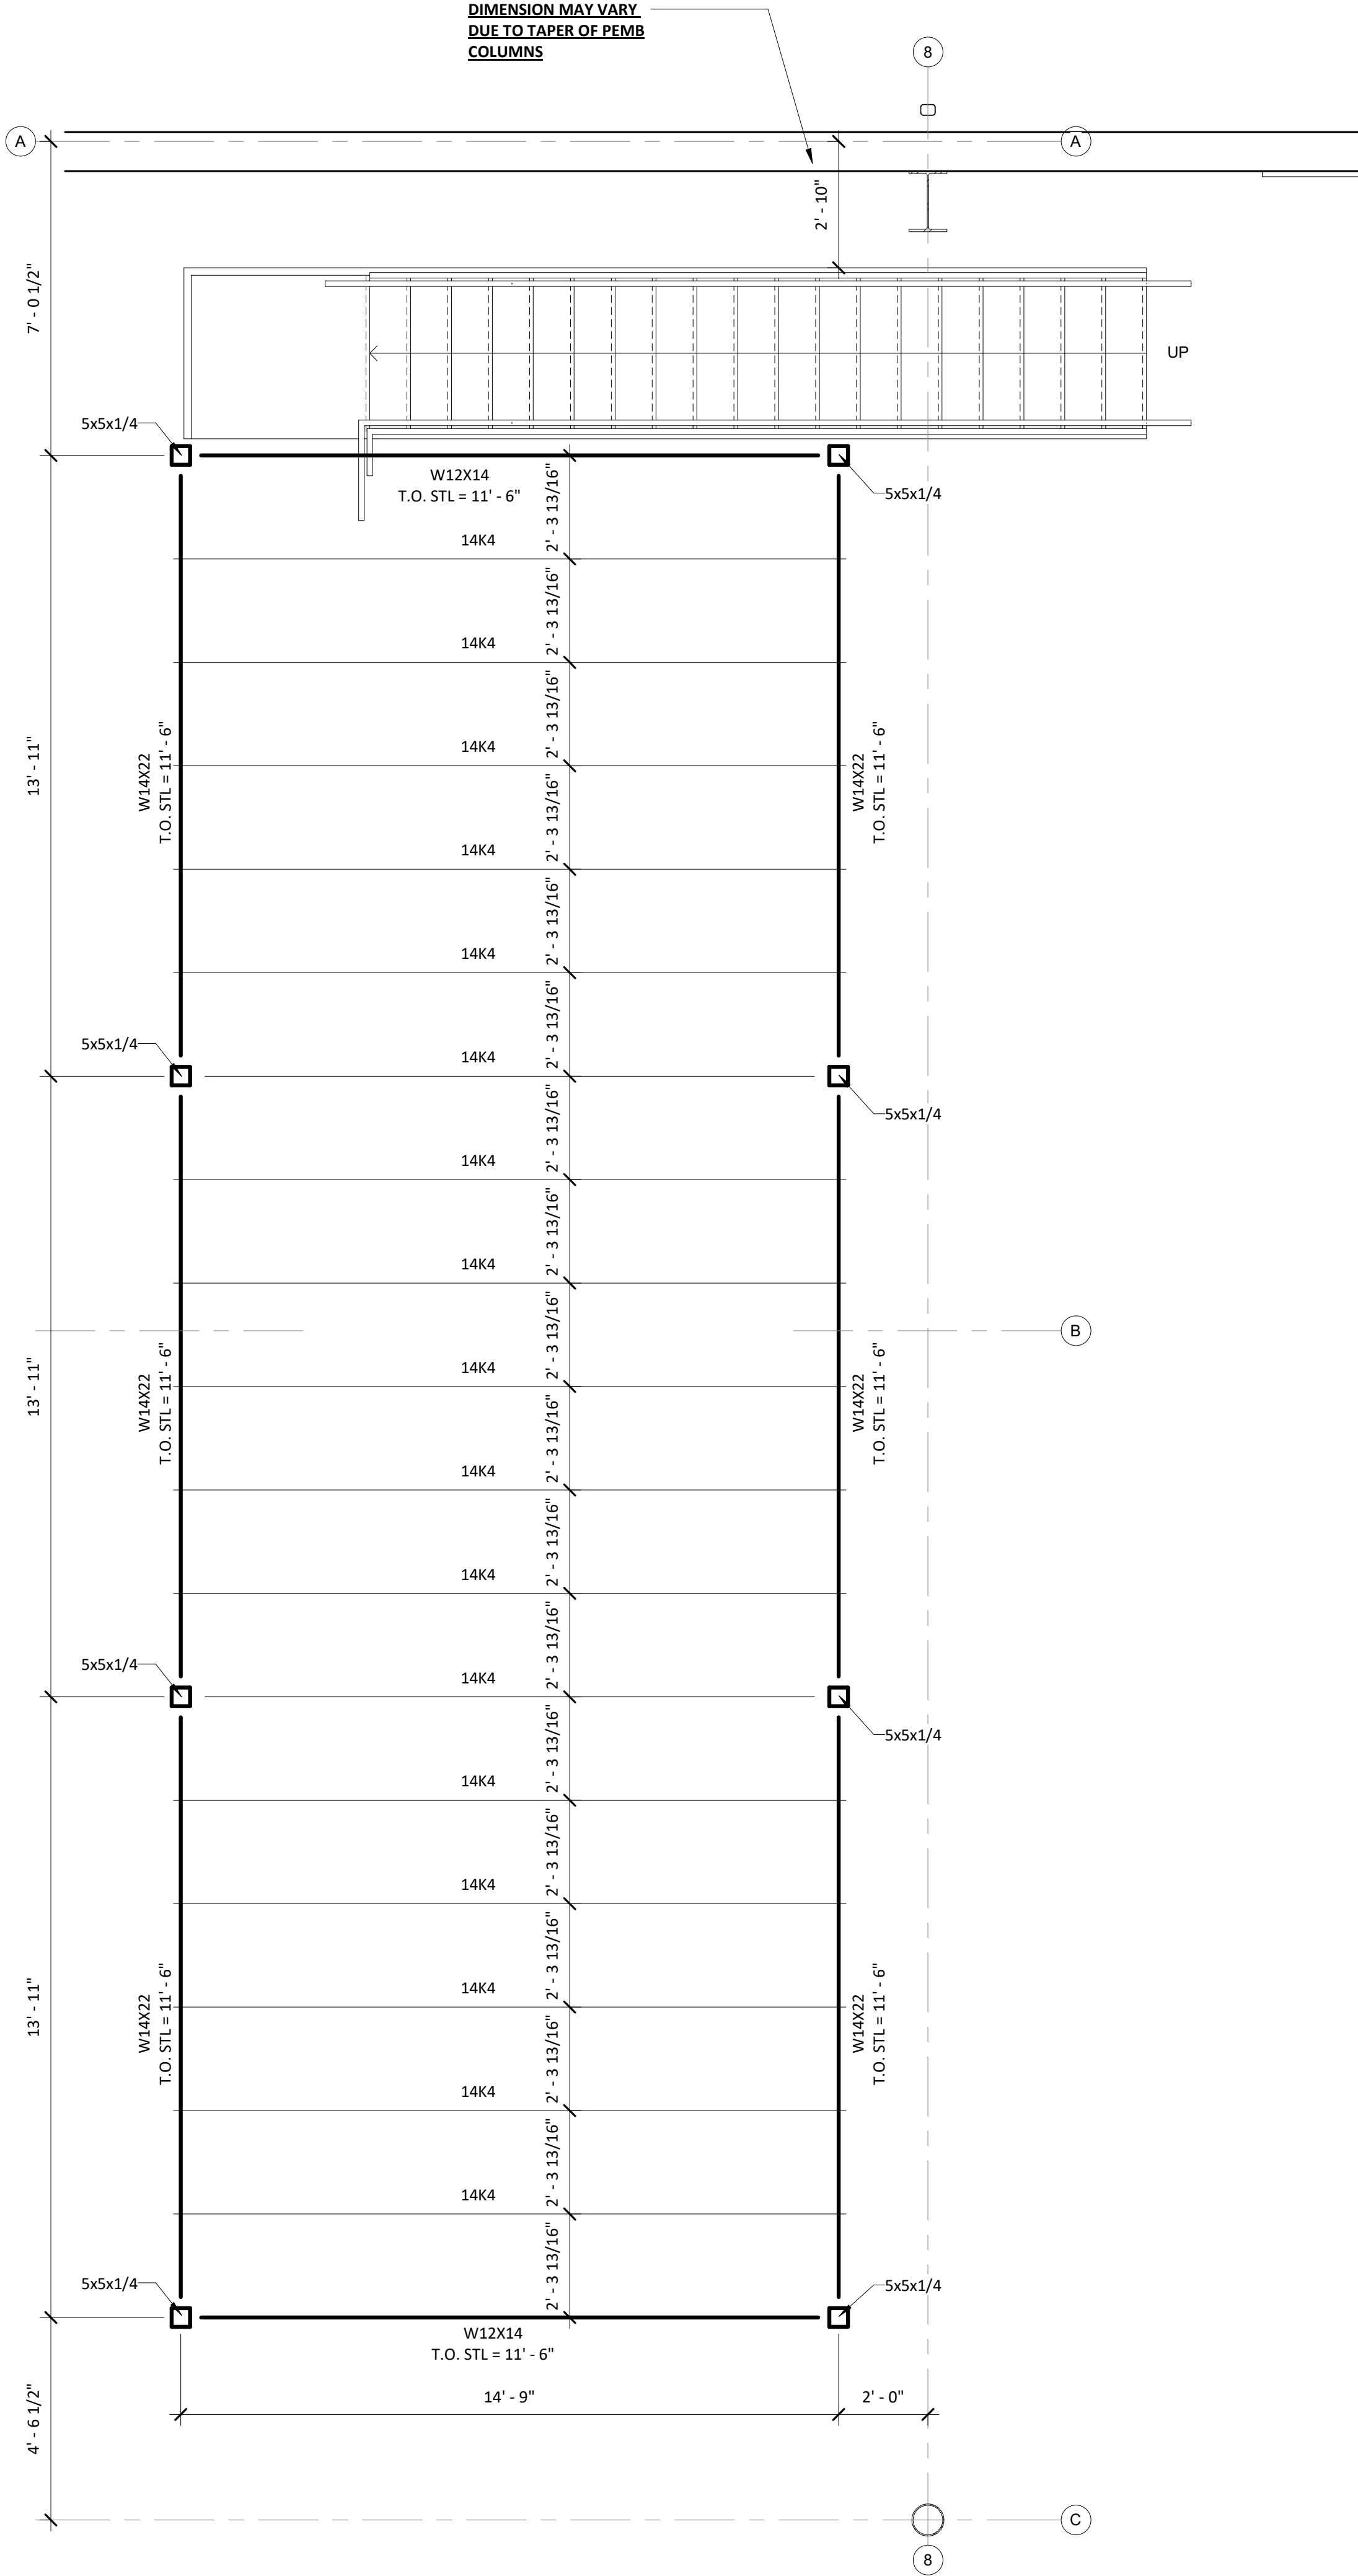 DIMENSION MAY VARY
DUE TO TAPER OF PEMB
COLUMNS
8
A
A
2' - 10"
7' - 0 1/2"
UP
5x5x1/4
W12X14
T.O. STL = 11' - 6"
5x5x1/4
2' - 3 13/16"
14K4
2' - 3 13/16"
14K4
2' - 3 13/16"
14K4
13' - 11"
W14X22
T.O. STL = 11' - 6"
W14X22
T.O. STL = 11' - 6"
2' - 3 13/16"
14K4
2' - 3 13/16"
14K4
2' - 3 13/16"
5x5x1/4
14K4
5x5x1/4
2' - 3 13/16"
14K4
2' - 3 13/16"
14K4
B
2' - 3 13/16"
14K4
13' - 11"
W14X22
T.O. STL = 11' - 6"
W14X22
T.O. STL = 11' - 6"
2' - 3 13/16"
14K4
2' - 3 13/16"
14K4
2' - 3 13/16"
5x5x1/4
14K4
5x5x1/4
2' - 3 13/16"
14K4
2' - 3 13/16"
14K4
2' - 3 13/16"
14K4
13' - 11"
W14X22
T.O. STL = 11' - 6"
W14X22
T.O. STL = 11' - 6"
2' - 3 13/16"
14K4
2' - 3 13/16"
14K4
2' - 3 13/16"
5x5x1/4
5x5x1/4
W12X14
T.O. STL = 11' - 6"
14' - 9"
2' - 0"
4' - 6 1/2"
C
8